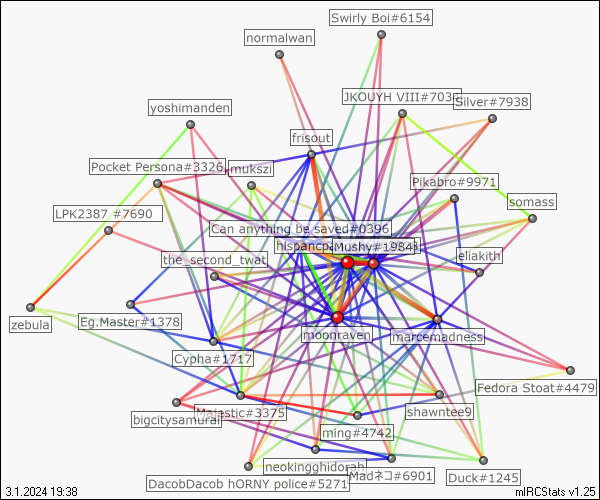 Swirly Boi#6154
normalwan
JKOUYH VIII#703
Silver#7938
yoshimanden
frisout
Pocket Persona#3326
mukszi
Pikabro#9971
somass
LPK2387 #7690
Can anything be saved#0396
hispancpa
Mushy#1984
the_second_twat
eliakith
zebula
Eg.Master#1378
moonraven
marcemadness
Cypha#1717
Fedora Stoat#4479
bigcitysamurai
Majestic#3375
shawntee9
ming#4742
neokingghidorah
DacobDacob hORNY police#5271
Madネコ#6901
Duck#1245
3.1.2024 19:38
mIRCStats v1.25